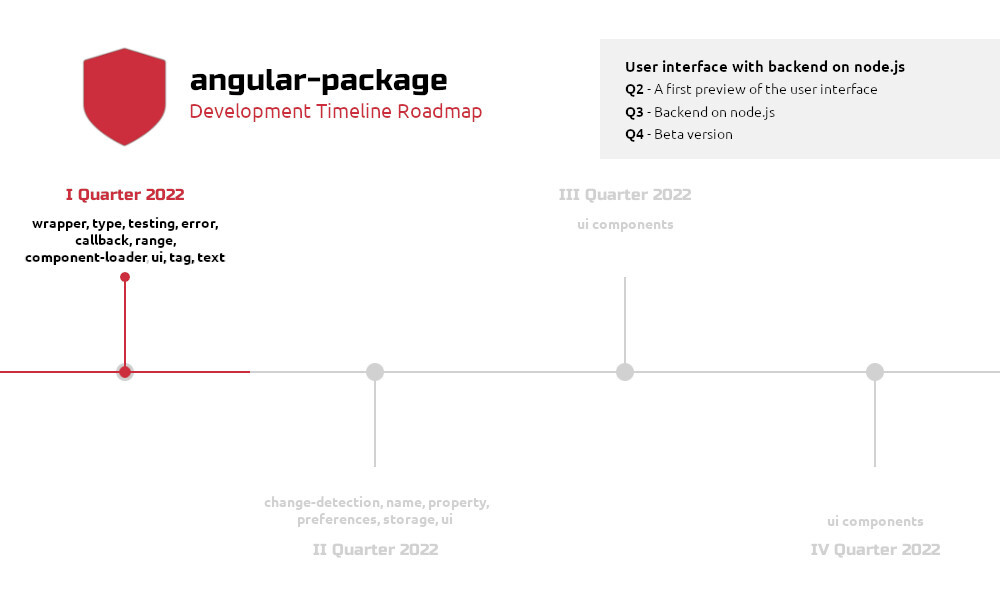 angular-package
Development Timeline Roadmap
User interface with backend on node.js
Q2 - A first preview of the user interface
Q3 - Backend on node.js
Q4 - Beta version
I Quarter 2022
wrapper, type, testing, error,
callback, range,
component-loader, ui, tag, text
III Quarter 2022
ui components
change-detection, name, property,
preferences, storage, ui
II Quarter 2022
ui components
IV Quarter 2022